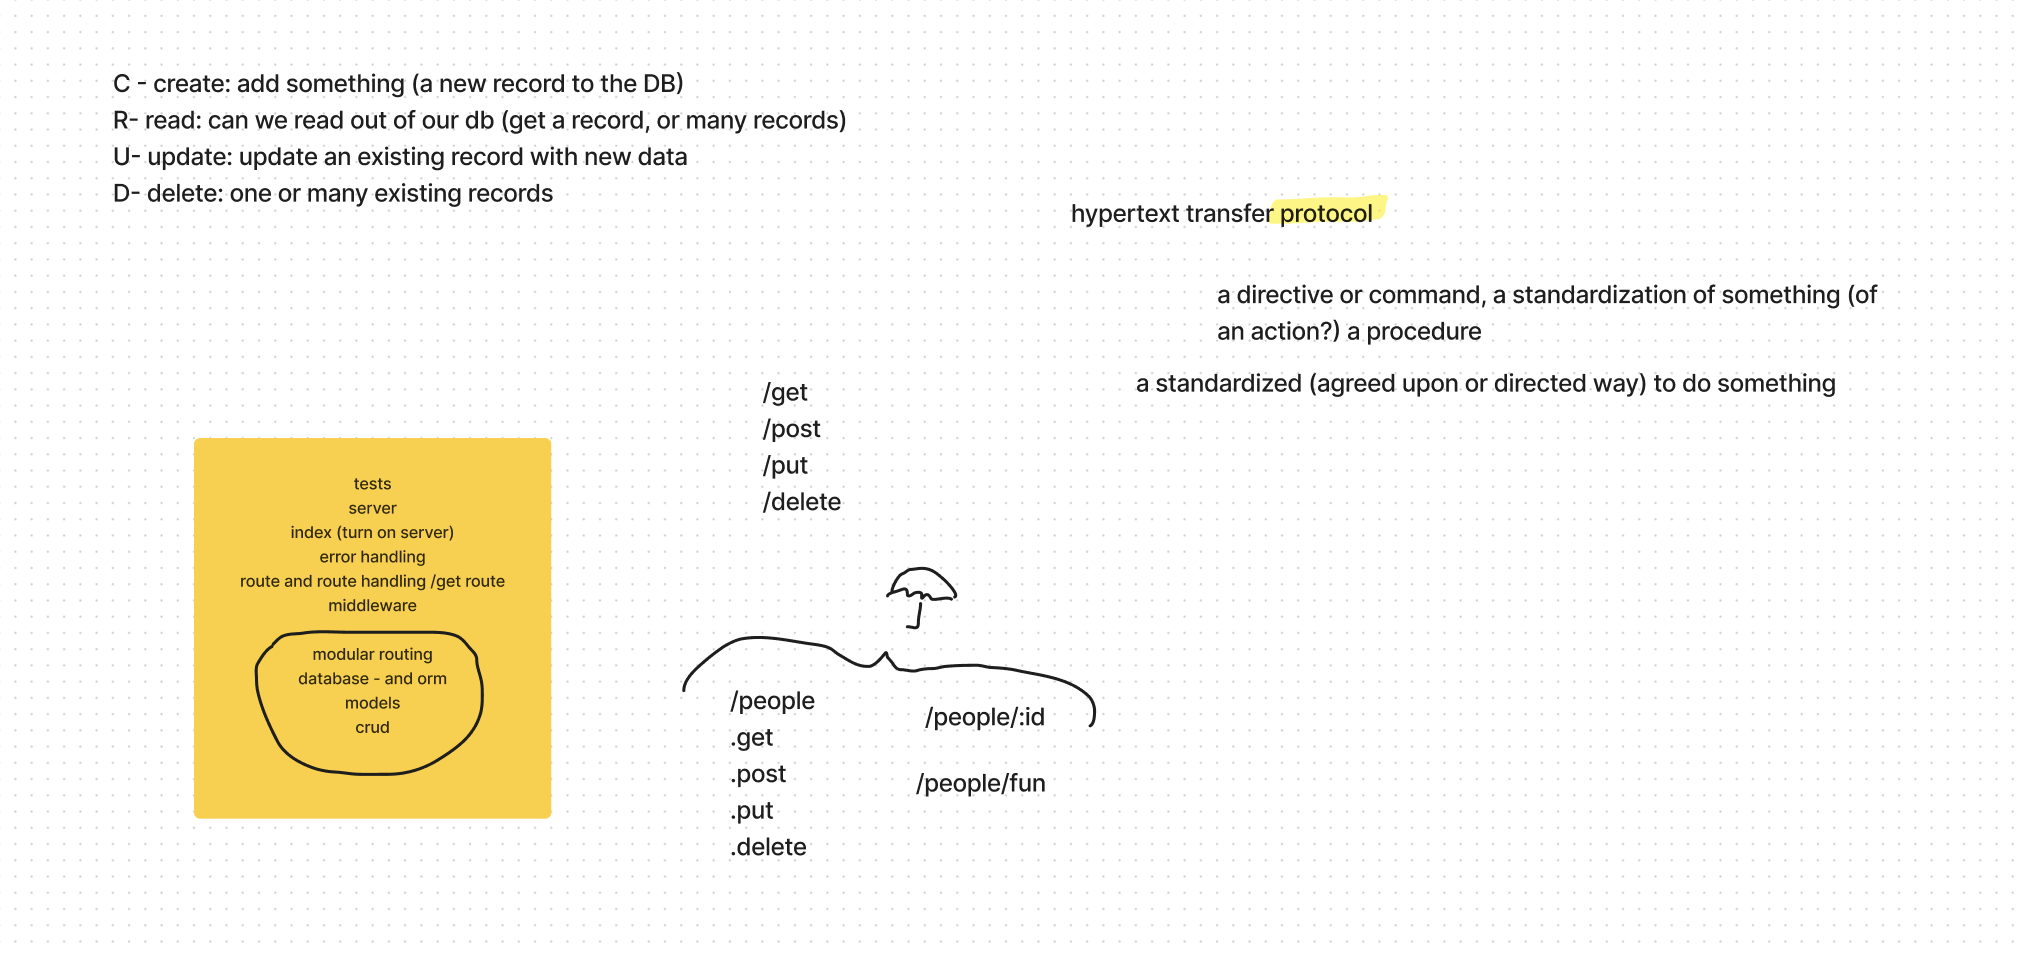 C - create: add something (a new record to the DB)
R- read: can we read out of our db (get a record, or many records)
U- update: update an existing record with new data
D- delete: one or many existing records
hypertext transfer protocol
a directive or command, a standardization of something (of
an action?) a procedure
a standardized (agreed upon or directed way) to do something
/get
/post
/put
/delete
tests
server
index (turn on server)
error handling
route and route handling /get route
middleware
modular routing
database - and orm
models
crud
/people
.get
.post
.put
.delete
/people/:id
/people/fun